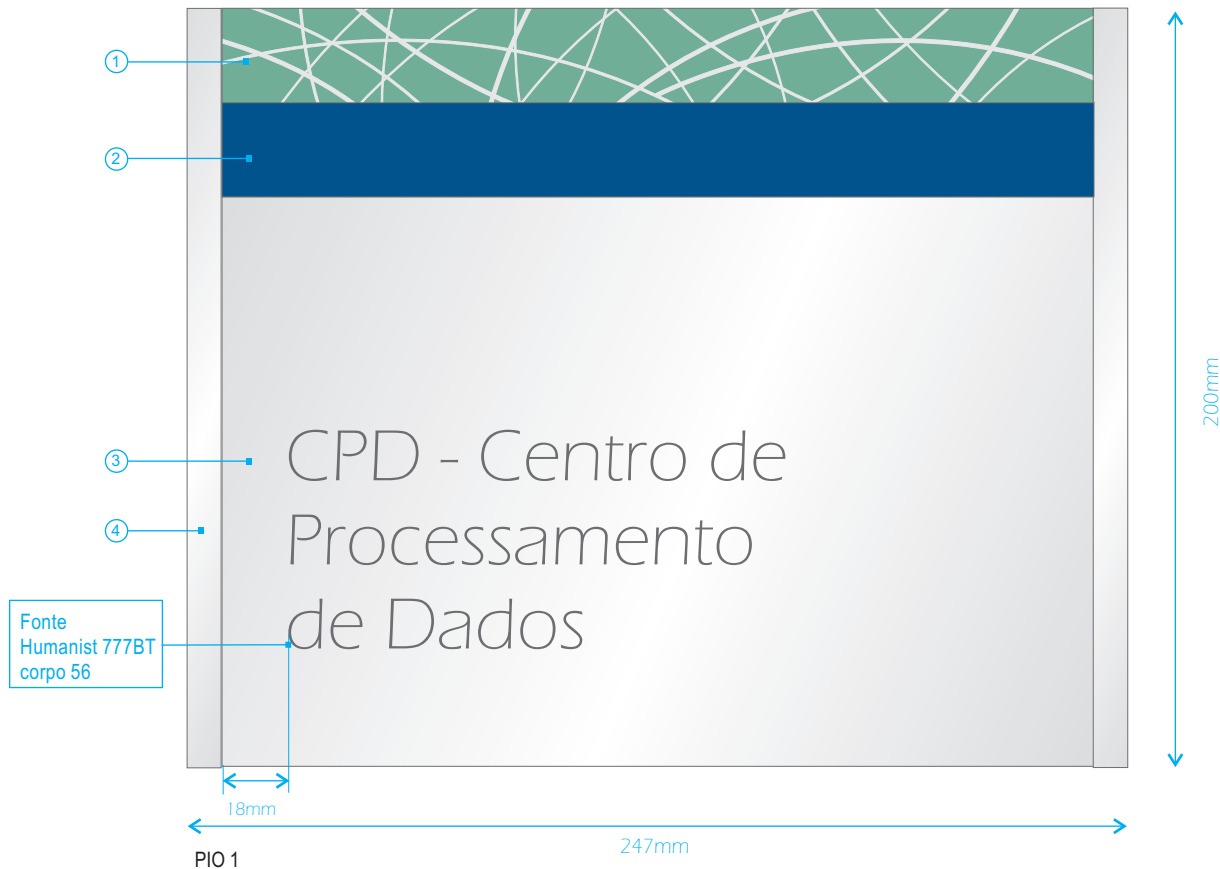 1
2
3
4
CPD - Centro de
Processamento
de Dados
Fonte
Humanist 777BT
corpo 56
18mm
247mm
200mm
PIO 1